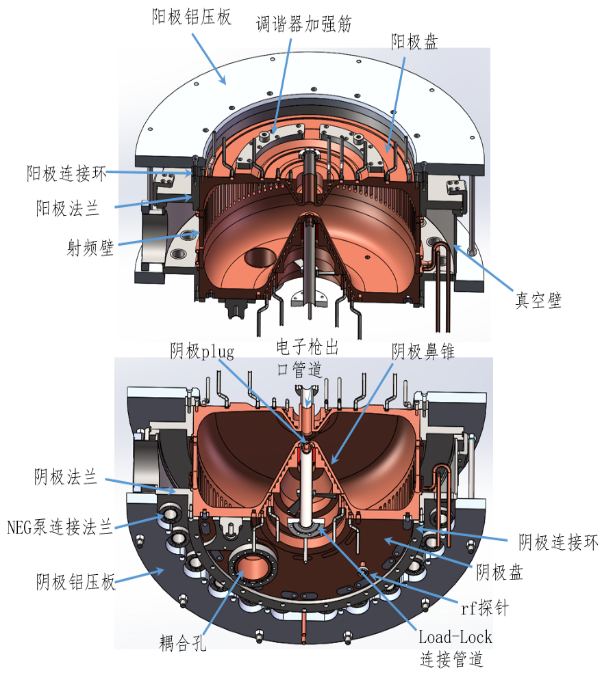 阳极铝压板
调谐器加强筋
阳极盘
阳极连接环
阳极法兰
射频壁
真空壁
阴极plug
电子枪出
口管道
阴极鼻锥
阴极法兰
NEG泵连接法兰
阴极铝压板
阴极连接环
阴极盘
rf探针
耦合孔
Load-Lock
连接管道